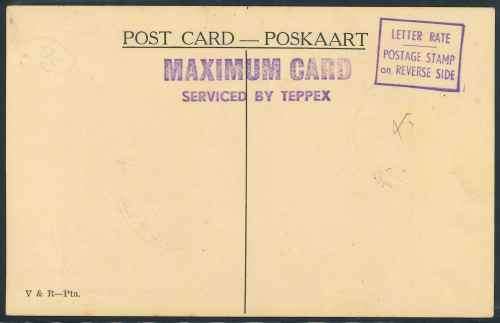 POST CARD — POSKAART
MAXIMUM CARD
SERVICED BY TEPPEX
LETTER RATE
POSTAGE STAMP
on REVERSE SIDE
V & R—Pta.